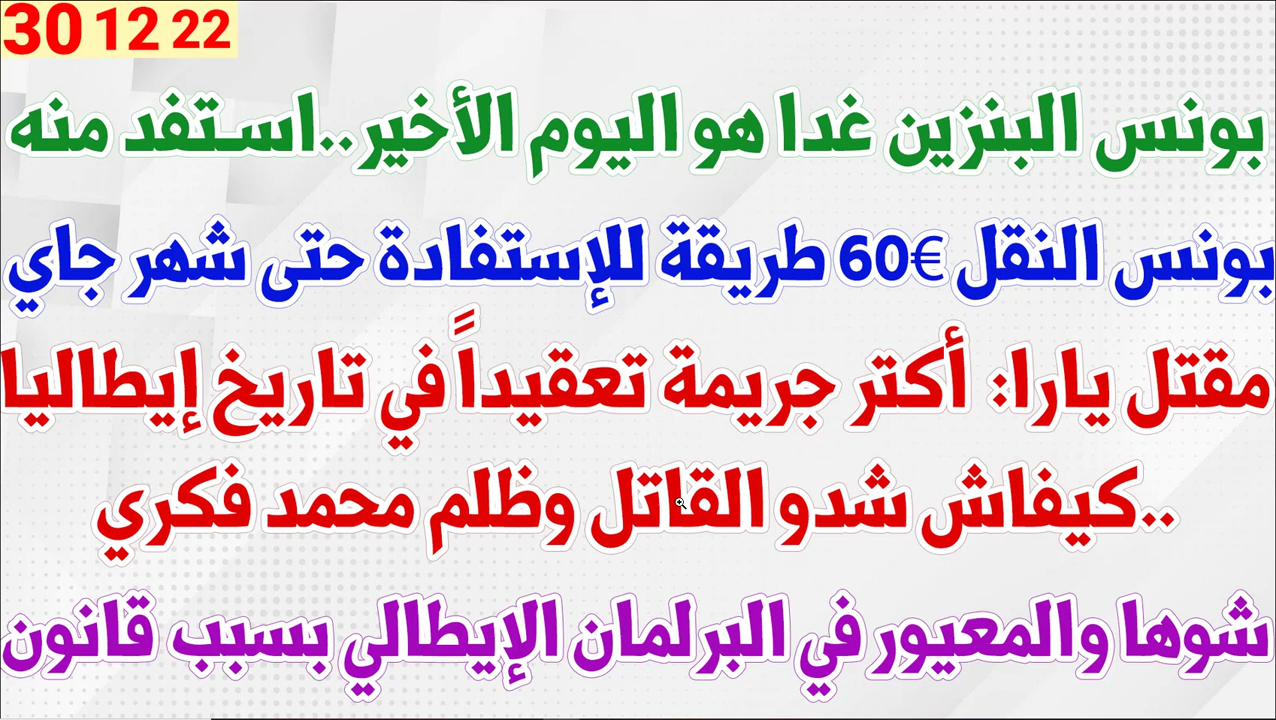 30 12 22
بونس البنزين غدا هو اليوم الأخير..استفد منه
بونس النقل €60 طريقة للإستفادة حتى شهر جاي
مقتل يارا: أكتر جريمة تعقيداً في تاريخ إيطاليا
..كيفاش شدو القاتل وظلم محمد فكري
شوها والمعيور في البرلمان الإيطالي بسبب قانون